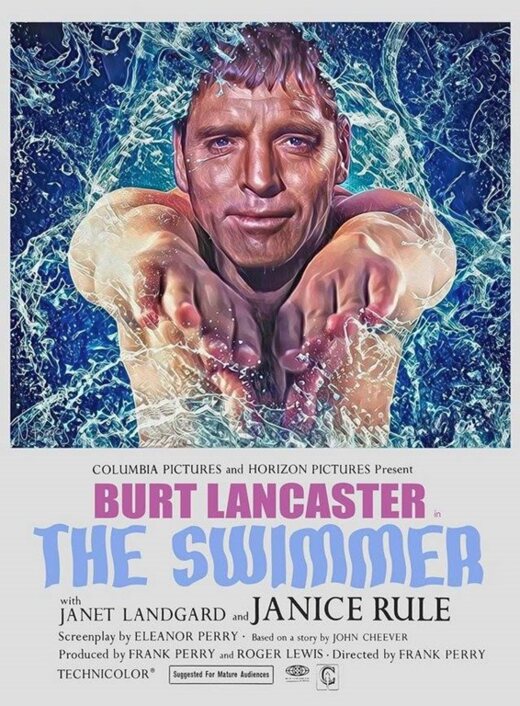 COLUMBIA PICTURES and HORIZON PICTURES Present
BURT LANCASTER in
THE SWIMMER
with
JANET LANDGARD and JANICE RULE
Screenplay by ELEANOR PERRY · Based on a story by JOHN CHEEVER
Produced by FRANK PERRY and ROGER LEWIS · Directed by FRANK PERRY
TECHNICOLOR® Suggested For Mature Audiences